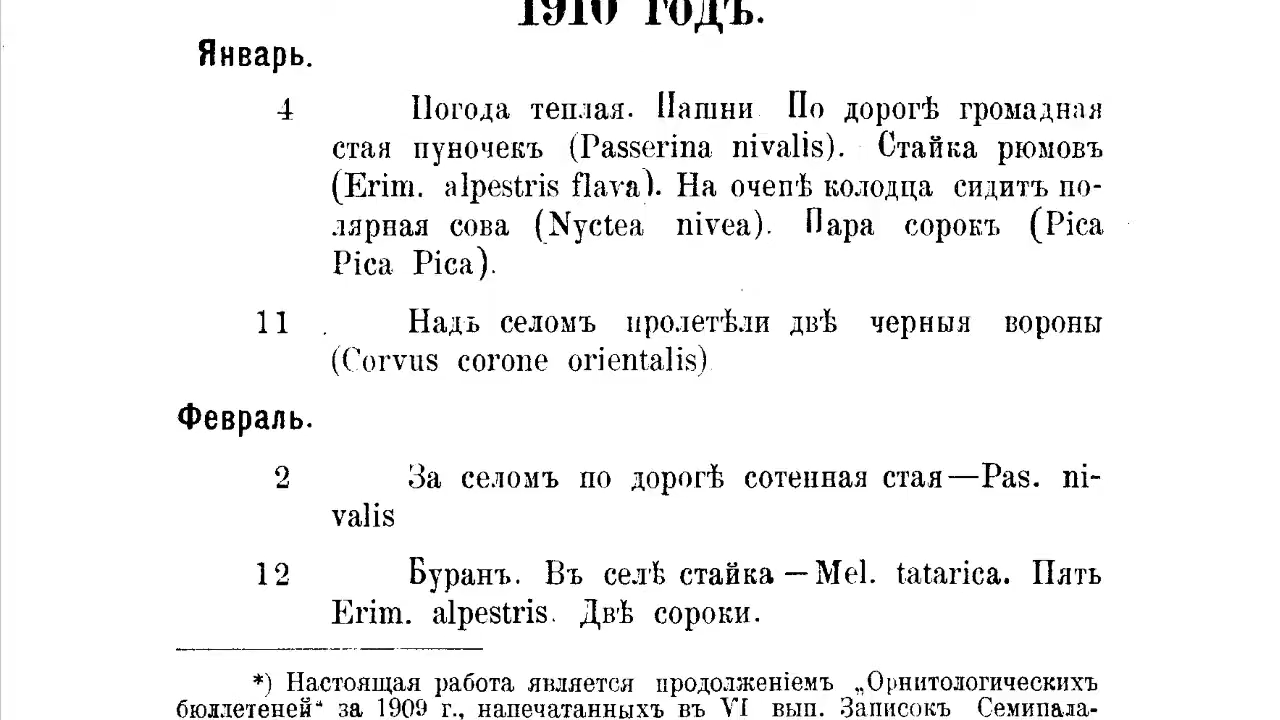 1910 годъ.
Январь.
4 Погода теплая. Пашни По дорогѣ громадная
стая пуночекъ (Passerina nivalis). Стайка рюмовъ
(Erim. alpestris flava). На очепѣ колодца сидитъ по-
лярная сова (Nyctea nivea). Пара сорокъ (Pica
Pica Pica).
11 Надь селомъ пролетѣли двѣ черныя вороны
(Corvus corone orientalis)
Февраль.
2 За селомъ по дорогѣ сотенная стая—Pas. ni-
valis
12 Буранъ. Въ селѣ стайка — Mel. tatarica. Пять
Erim. alpestris. Двѣ сороки.
*) Настоящая работа является продолженіемъ „Орнитологическихъ
бюллетеней“ за 1909 г., напечатанныхъ въ VI вып. Записокъ Семипала-